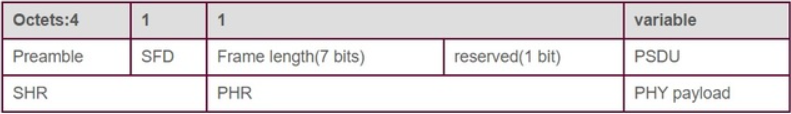 Octets:4 1 1 variable
Preamble SFD Frame length(7 bits) reserved(1 bit) PSDU
SHR PHR PHY payload